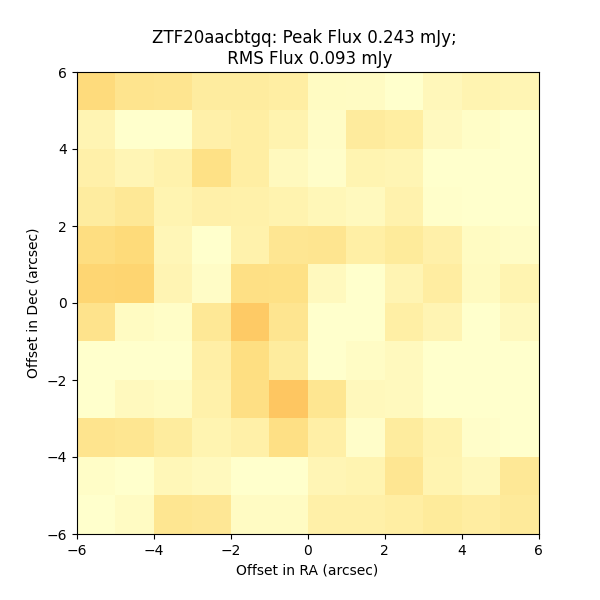 ZTF20aacbtgq: Peak Flux 0.243 mJy;
RMS Flux 0.093 mJy
6
4
2
0
−2
−4
−6
Offset in Dec (arcsec)
−6 −4 −2 0 2 4 6
Offset in RA (arcsec)